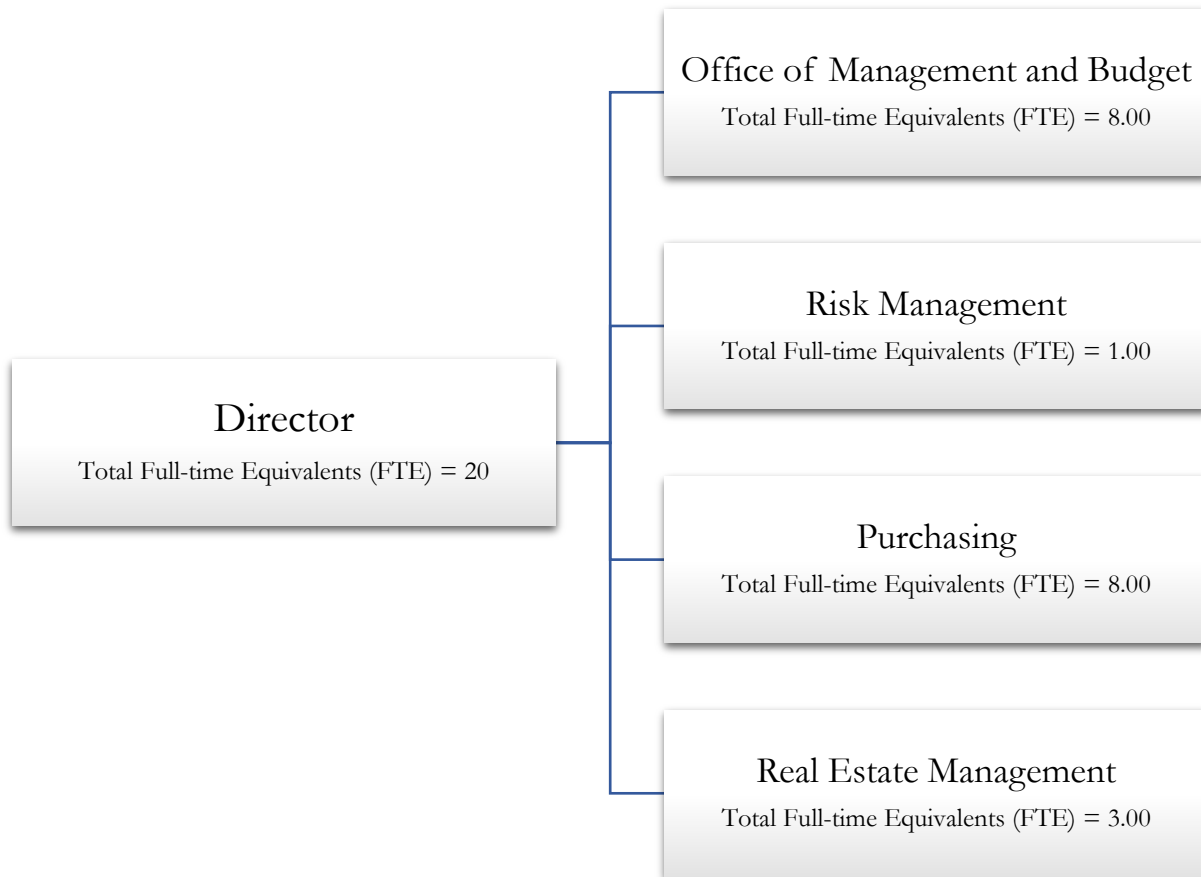 Office of Management and Budget
Total Full-time Equivalents (FTE) = 8.00
Risk Management
Total Full-time Equivalents (FTE) = 1.00
Director
Total Full-time Equivalents (FTE) = 20
Purchasing
Total Full-time Equivalents (FTE) = 8.00
Real Estate Management
Total Full-time Equivalents (FTE) = 3.00